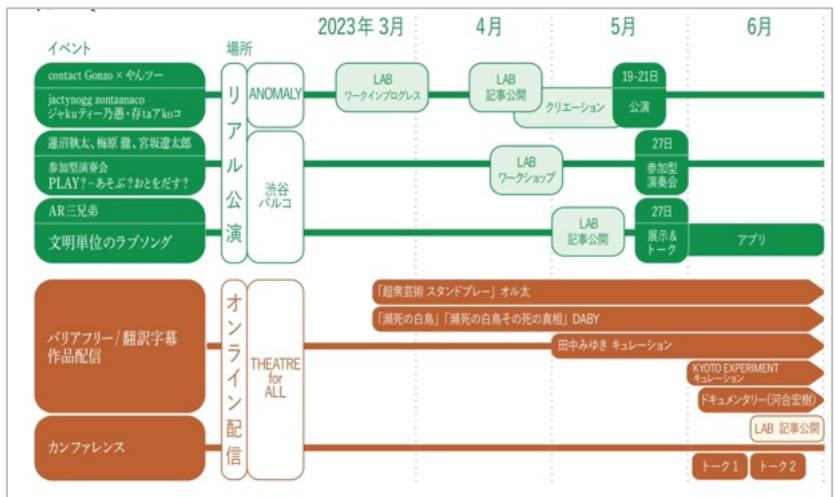 2023年 3月
4月
5月
6月
イベント
場所
contact Gonzo × やんツー
jactynogg zontaanaco
ジャkuティー乃愚・存taアkoコ
リアル公演
ANOMALY
LAB
ワークインプログレス
LAB
記事公開
クリエーション
19-21日
公演
蓮沼執太、梅原 徹、宮坂遼太郎
参加型演奏会
PLAY?－あそぶ?おとをだす?
渋谷
パルコ
LAB
ワークショップ
27日
参加型
演奏会
AR三兄弟
文明単位のラブソング
LAB
記事公開
27日
展示&
トーク
アプリ
バリアフリー/翻訳字幕
作品配信
オンライン配信
THEATRE
for
ALL
「超衆芸術 スタンドプレー」オル太
「瀕死の白鳥」「瀕死の白鳥その死の真相」DABY
田中みゆき キュレーション
KYOTO EXPERIMENT
キュレーション
ドキュメンタリー(河合宏樹)
カンファレンス
LAB 記事公開
トーク1
トーク2